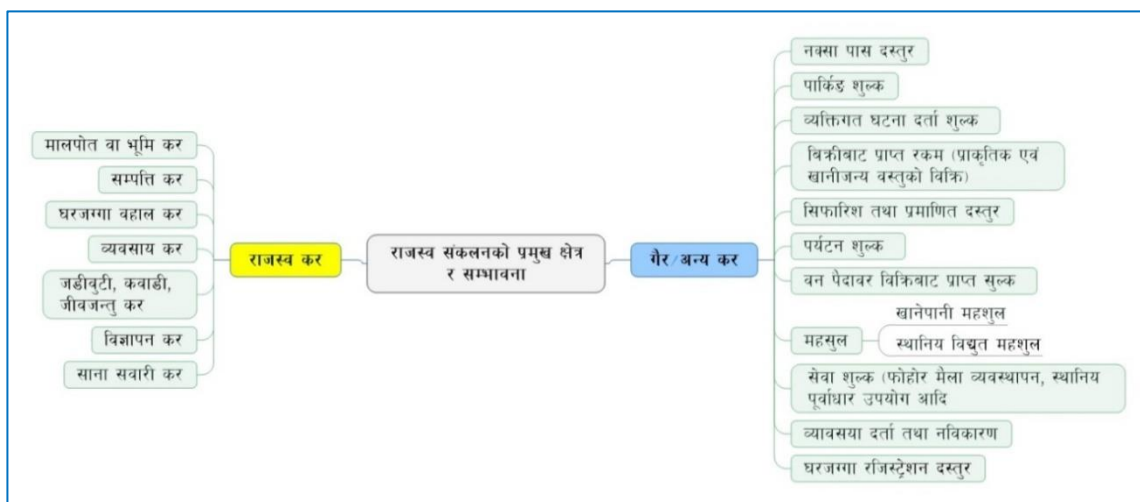 मालपोत वा भूमि कर
सम्पत्ति कर
घरजग्गा वहाल कर
व्यवसाय कर
जडीवुटी, कवाडी,
जीवजन्तु कर
विज्ञापन कर
साना सवारी कर
राजस्व कर
राजस्व संकलनको प्रमुख क्षेत्र
र सम्भावना
गैर/अन्य कर
नक्सा पास दस्तुर
पार्किङ शुल्क
व्यक्तिगत घटना दर्ता शुल्क
बिक्रीबाट प्राप्त रकम (प्राकृतिक एवं
खानीजन्य वस्तुको विक्रि)
सिफारिश तथा प्रमाणित दस्तुर
पर्यटन शुल्क
वन पैदावर विक्रिबाट प्राप्त सुल्क
महसुल
खानेपानी महशुल
स्थानिय विद्युत महशुल
सेवा शुल्क (फोहोर मैला व्यवस्थापन, स्थानिय
पूर्वाधार उपयोग आदि
व्यावसया दर्ता तथा नविकारण
घरजग्गा रजिस्ट्रेशन दस्तुर